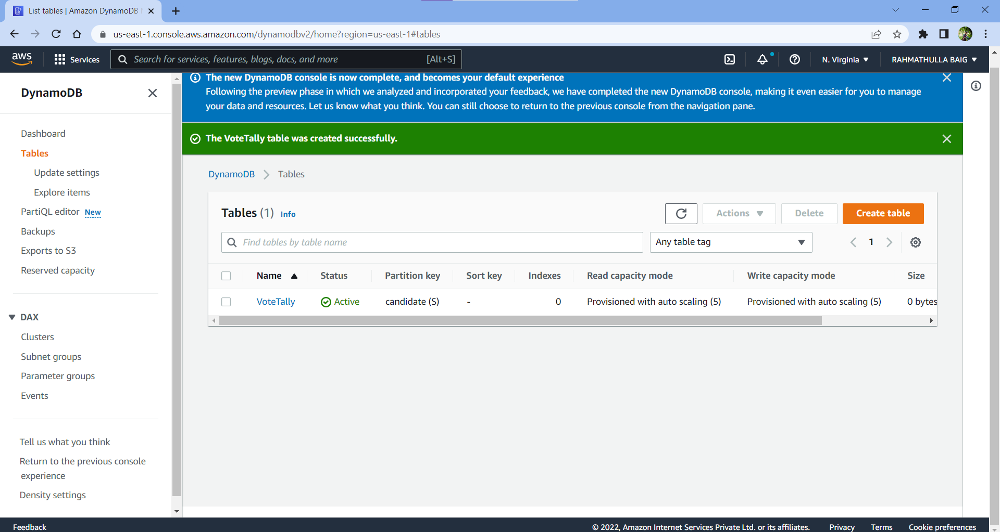 List tables | Amazon DynamoDB
us-east-1.console.aws.amazon.com/dynamodbv2/home?region=us-east-1#tables
aws
Services
Search for services, features, blogs, docs, and more
[Alt+S]
N. Virginia
RAHMATHULLA BAIG
DynamoDB
Dashboard
Tables
Update settings
Explore items
PartiQL editor New
Backups
Exports to S3
Reserved capacity
DAX
Clusters
Subnet groups
Parameter groups
Events
Tell us what you think
Return to the previous console
experience
Density settings
The new DynamoDB console is now complete, and becomes your default experience
Following the preview phase in which we analyzed and incorporated your feedback, we have completed the new DynamoDB console, making it even easier for you to manage
your data and resources. Let us know what you think. You can still choose to return to the previous console from the navigation pane.
The VoteTally table was created successfully.
DynamoDB
Tables
Tables (1) Info
Actions
Delete
Create table
Find tables by table name
Any table tag
1
Name Status Partition key Sort key Indexes Read capacity mode Write capacity mode Size
VoteTally Active candidate (S) - 0 Provisioned with auto scaling (5) Provisioned with auto scaling (5) 0 bytes
Feedback
© 2022, Amazon Internet Services Private Ltd. or its affiliates.
Privacy
Terms
Cookie preferences